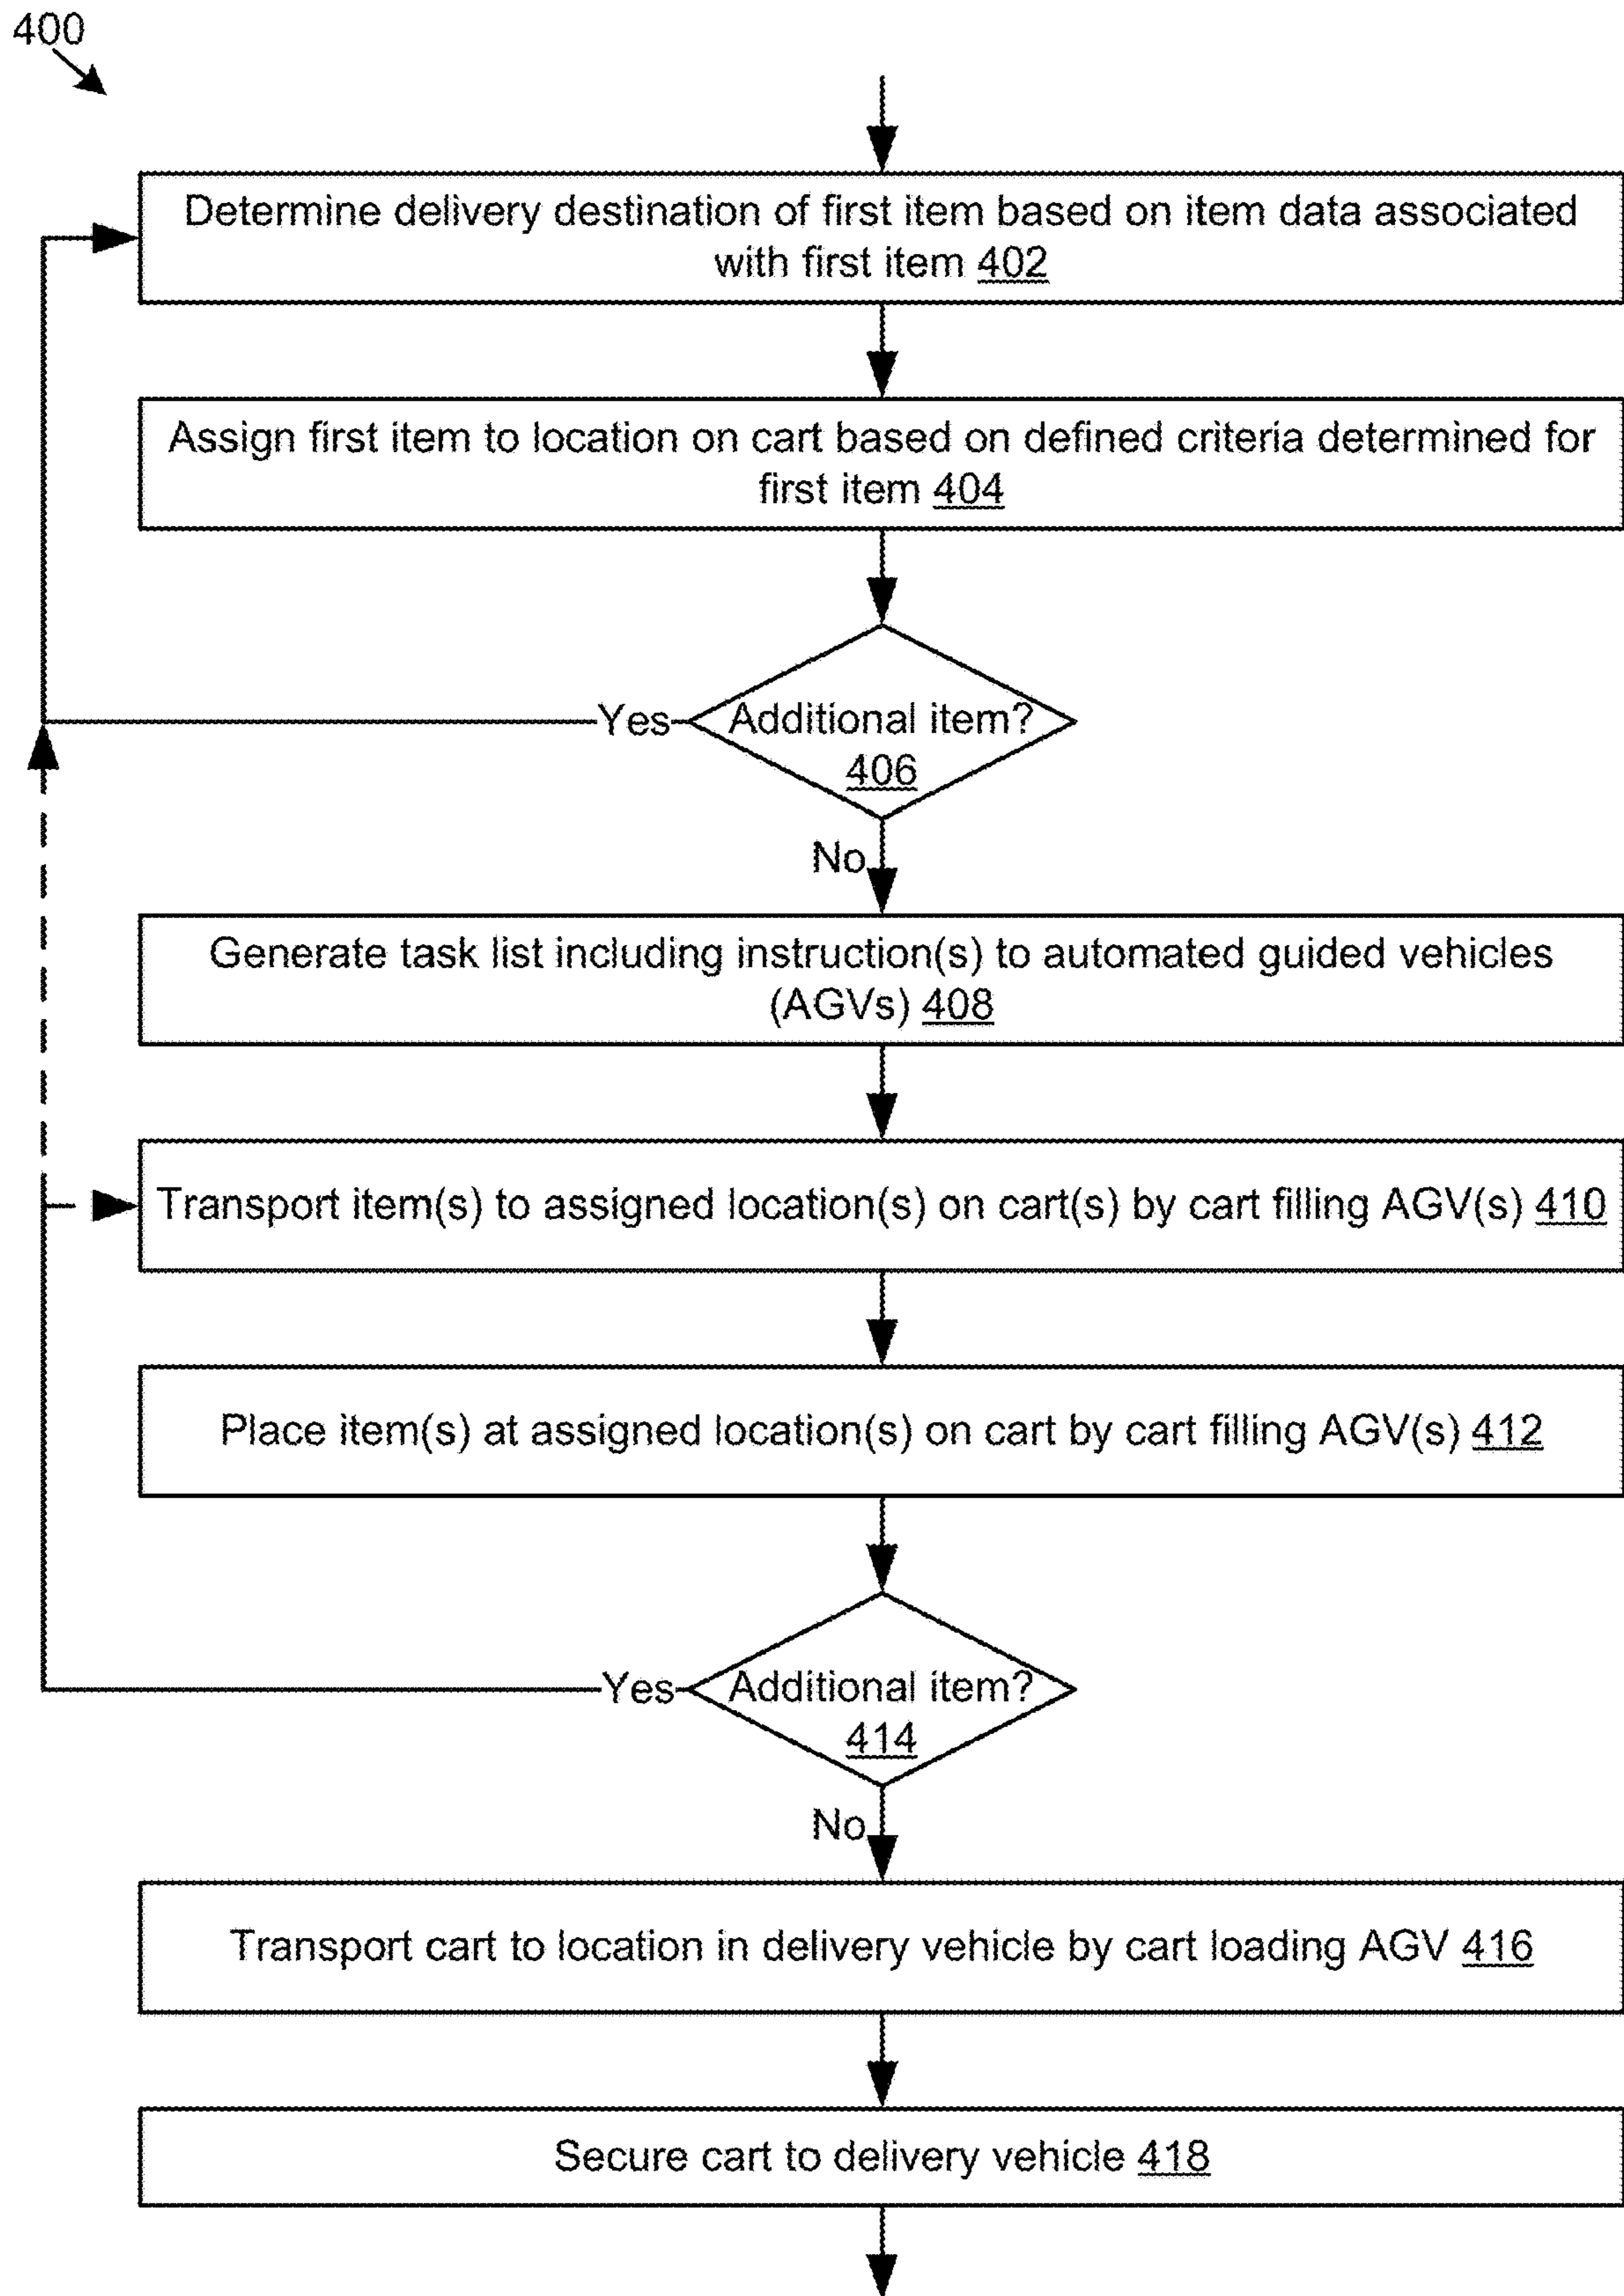 400
Determine delivery destination of first item based on item data associated
with first item 402
Assign first item to location on cart based on defined criteria determined for
first item 404
Yes
Additional item?
406
No
Generate task list including instruction(s) to automated guided vehicles
(AGVs) 408
Transport item(s) to assigned location(s) on cart(s) by cart filling AGV(s) 410
Place item(s) at assigned location(s) on cart by cart filling AGV(s) 412
Yes
Additional item?
414
No
Transport cart to location in delivery vehicle by cart loading AGV 416
Secure cart to delivery vehicle 418